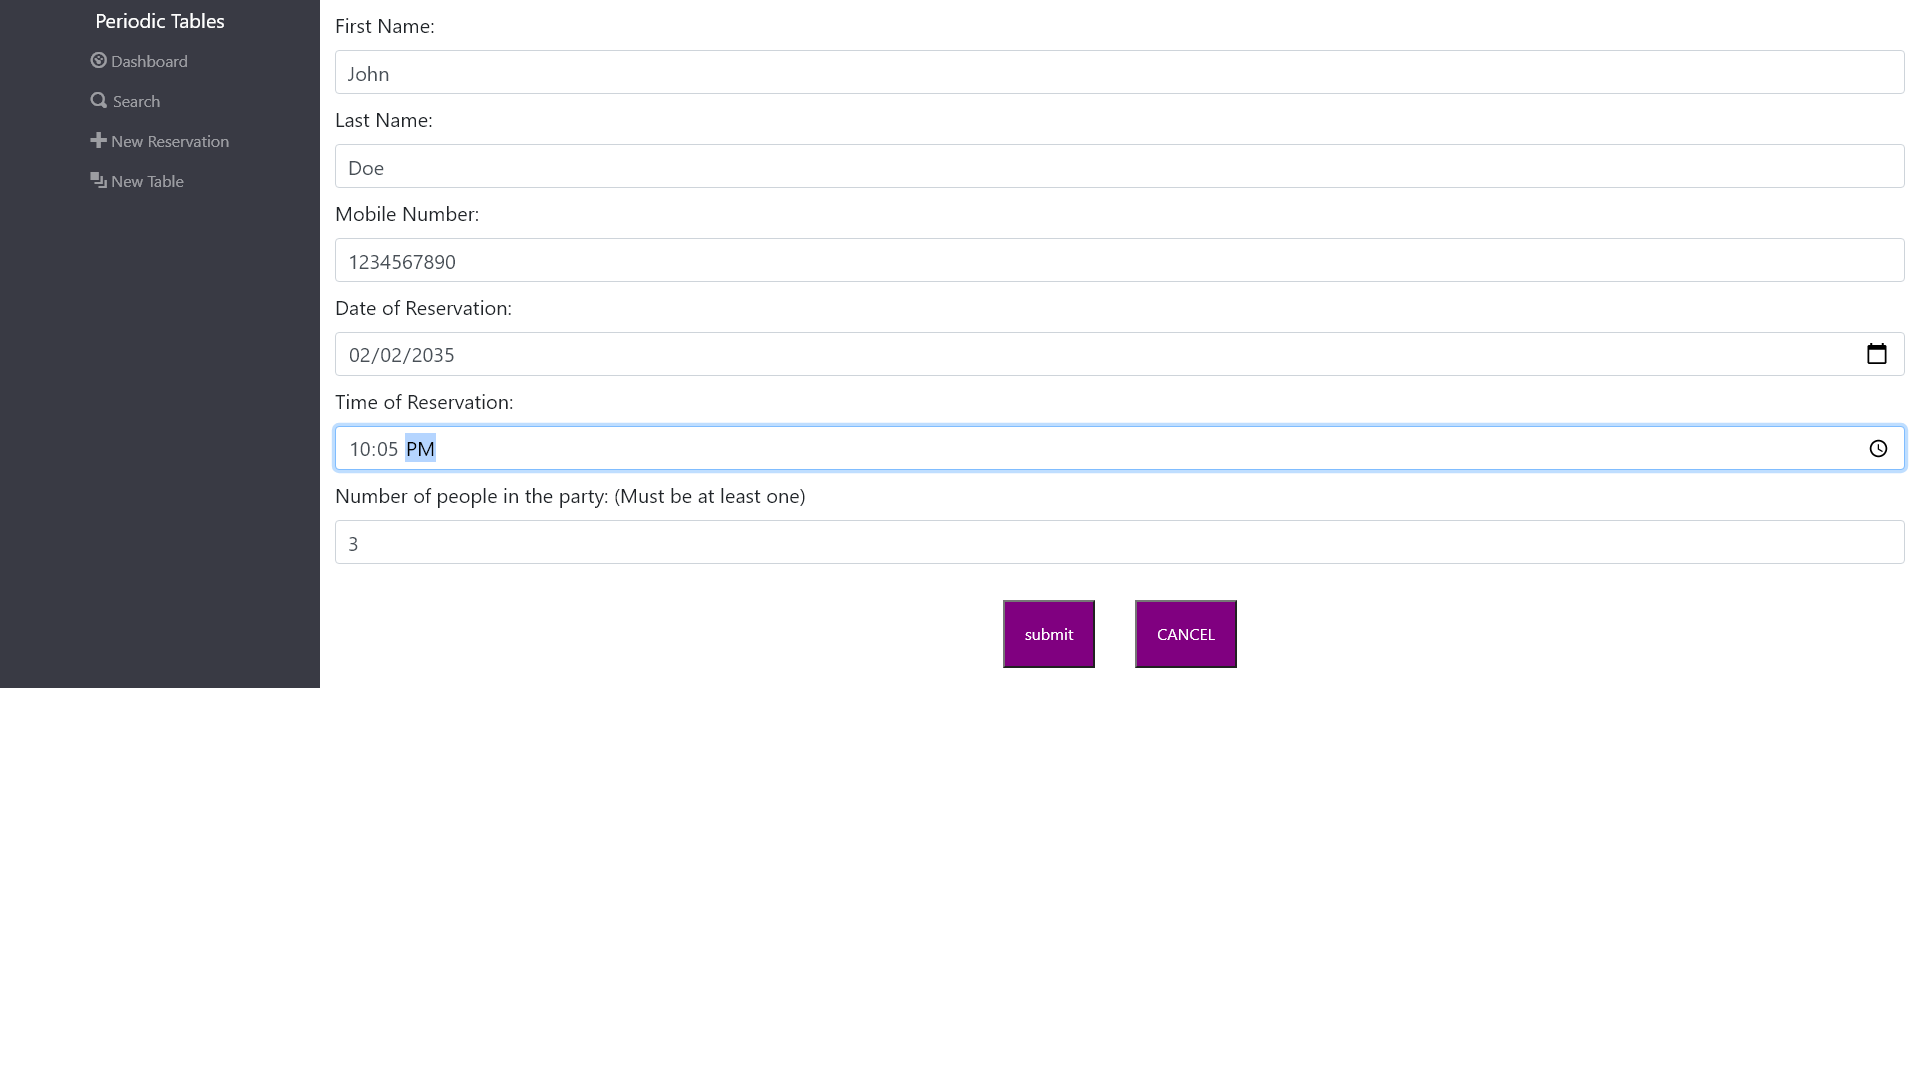 Periodic Tables
Dashboard
Search
New Reservation
New Table
First Name:
John
Last Name:
Doe
Mobile Number:
1234567890
Date of Reservation:
02/02/2035
Time of Reservation:
10:05 PM
Number of people in the party: (Must be at least one)
3
submit
CANCEL